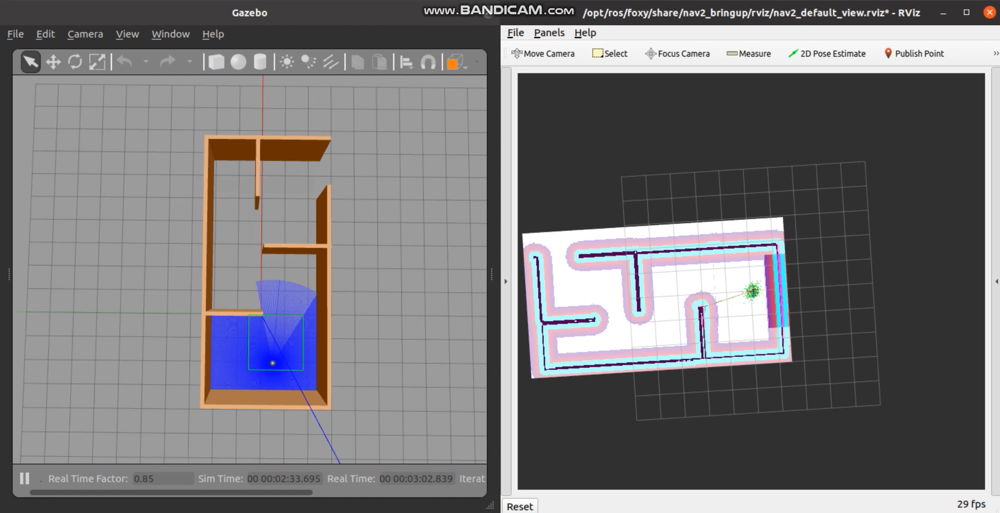 Gazebo
File Edit Camera View Window Help
Real Time Factor: 0.85 Sim Time: 00 00:02:33.695 Real Time: 00 00:03:02.839 Iterat
www.BANDICAM.com
/opt/ros/foxy/share/nav2_bringup/rviz/nav2_default_view.rviz* - RViz
File Panels Help
Move Camera Select Focus Camera Measure 2D Pose Estimate Publish Point »
Reset 29 fps